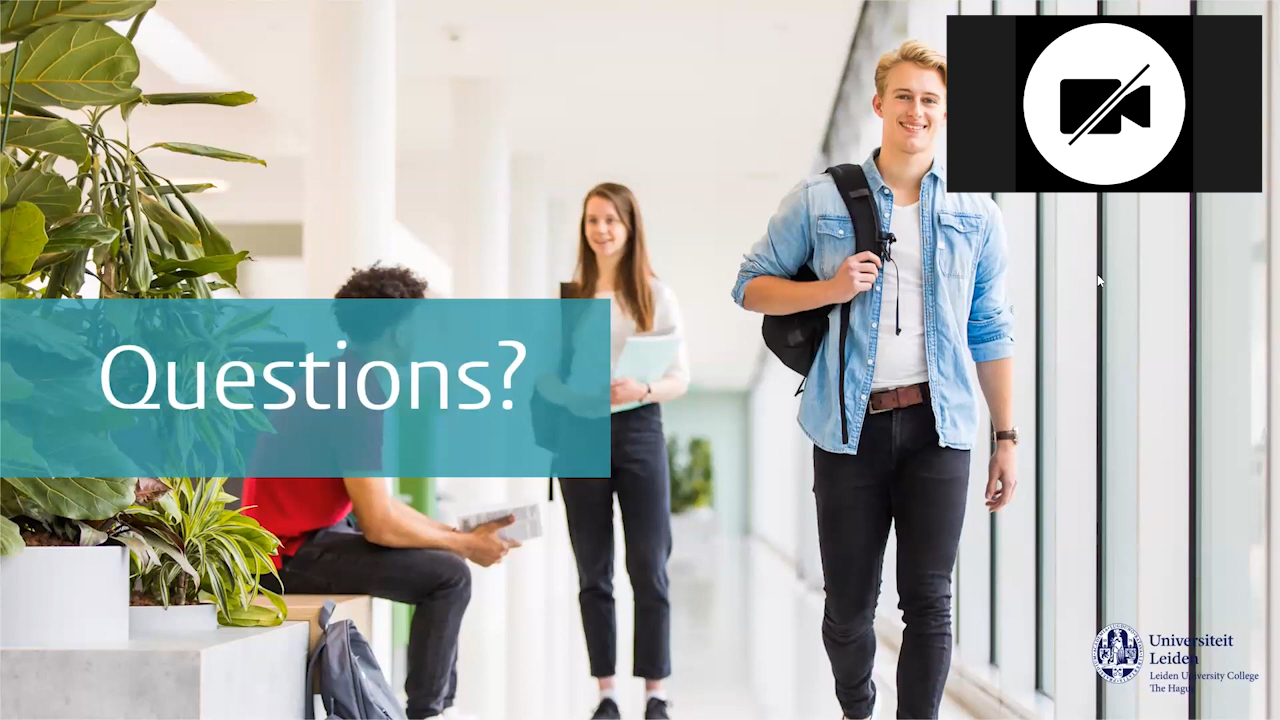 Questions?
Universiteit
Leiden
Leiden University College
The Hague